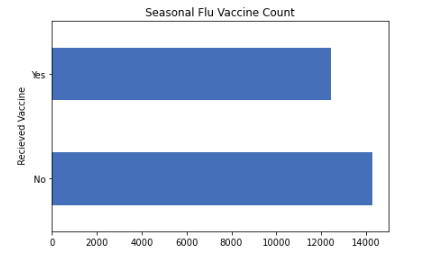 Seasonal Flu Vaccine Count
Recieved Vaccine
Yes
No
0 2000 4000 6000 8000 10000 12000 14000